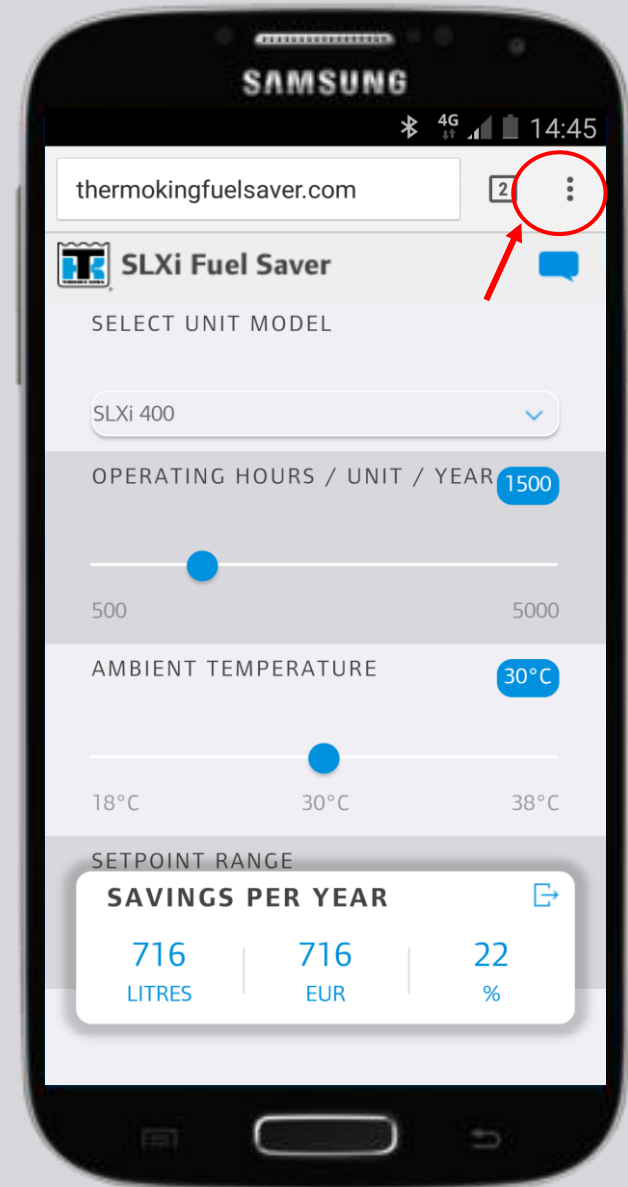 SAMSUNG
4G 14:45
thermokingfuelsaver.com 2
TK SLXi Fuel Saver
SELECT UNIT MODEL
SLXi 400
OPERATING HOURS / UNIT / YEAR 1500
500 5000
AMBIENT TEMPERATURE 30°C
18°C 30°C 38°C
SETPOINT RANGE
SAVINGS PER YEAR
716 716 22
LITRES EUR %